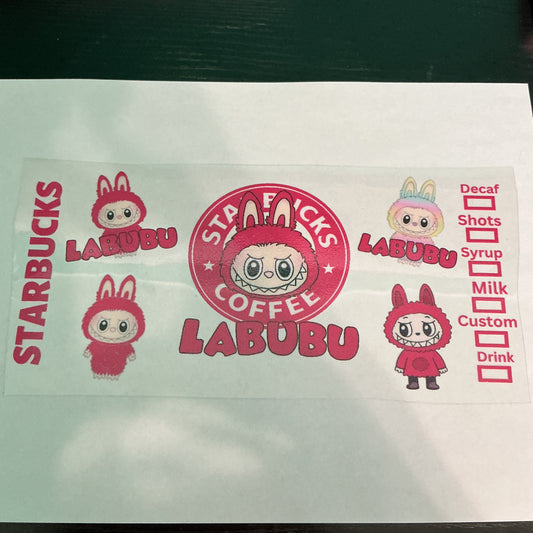 STARBUCKS
LABUBU
STARBUCKS
COFFEE
LABUBU
LABUBU
Decaf
Shots
Syrup
Milk
Custom
Drink